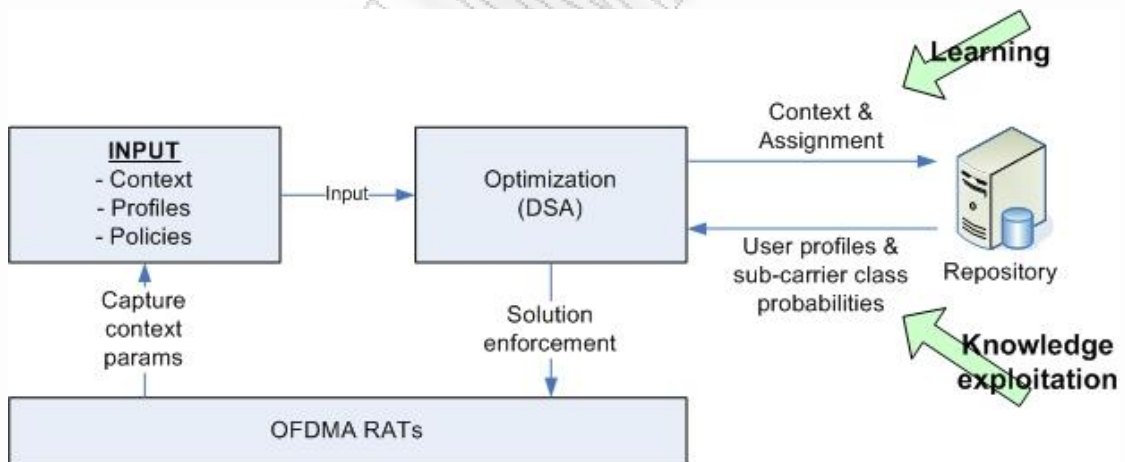 Learning
Context &
Assignment
INPUT
- Context
- Profiles
- Policies
Input
Optimization
(DSA)
User profiles &
sub-carrier class
probabilities
Repository
Capture
context
params
Solution
enforcement
Knowledge
exploitation
OFDMA RATs